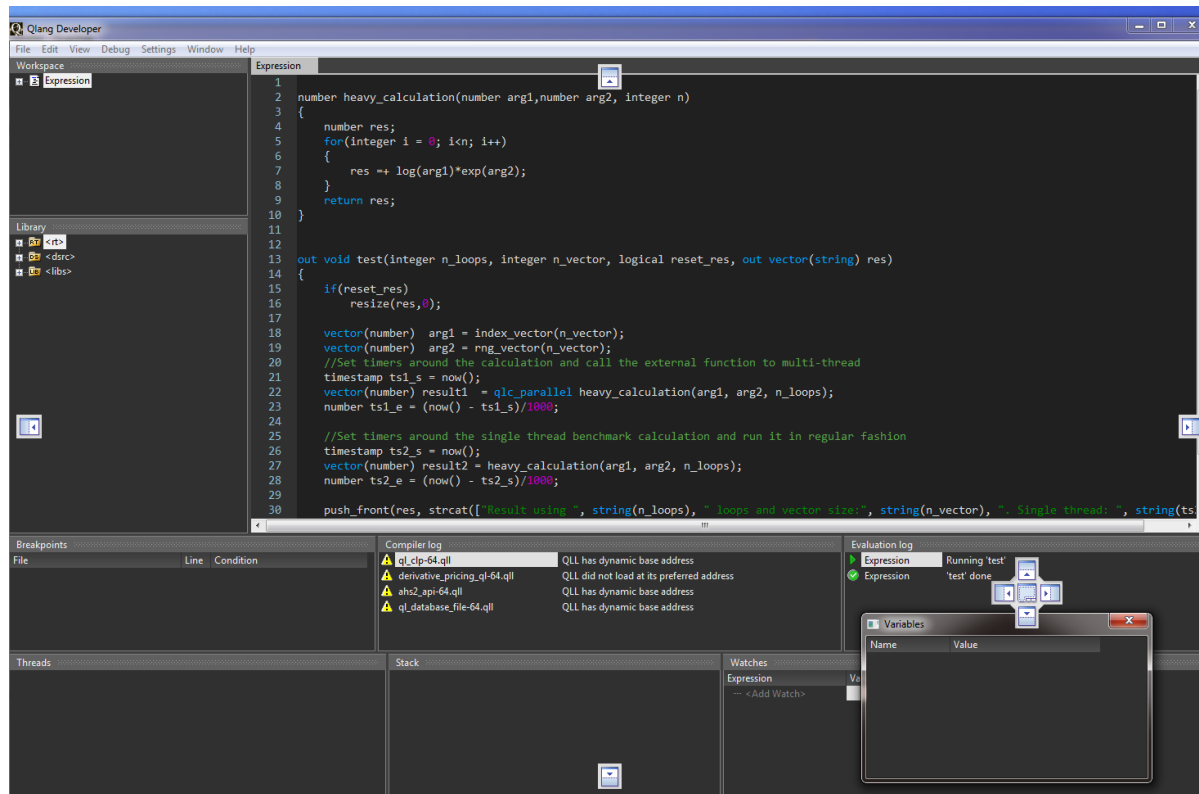 Qlang Developer
File Edit View Debug Settings Window Help
Workspace
Expression
Library
<rt>
<dsrc>
<libs>
Expression
1
2 number heavy_calculation(number arg1,number arg2, integer n)
3 {
4 number res;
5 for(integer i = 0; i<n; i++)
6 {
7 res =+ log(arg1)*exp(arg2);
8 }
9 return res;
10 }
11
12
13 out void test(integer n_loops, integer n_vector, logical reset_res, out vector(string) res)
14 {
15 if(reset_res)
16 resize(res,0);
17
18 vector(number) arg1 = index_vector(n_vector);
19 vector(number) arg2 = rng_vector(n_vector);
20 //Set timers around the calculation and call the external function to multi-thread
21 timestamp ts1_s = now();
22 vector(number) result1 = qlc_parallel heavy_calculation(arg1, arg2, n_loops);
23 number ts1_e = (now() - ts1_s)/1000;
24
25 //Set timers around the single thread benchmark calculation and run it in regular fashion
26 timestamp ts2_s = now();
27 vector(number) result2 = heavy_calculation(arg1, arg2, n_loops);
28 number ts2_e = (now() - ts2_s)/1000;
29
30 push_front(res, strcat(["Result using ", string(n_loops), " loops and vector size:", string(n_vector), ". Single thread: ", string(ts
Breakpoints
File Line Condition
Compiler log
ql_clp-64.qll QLL has dynamic base address
derivative_pricing_ql-64.qll QLL did not load at its preferred address
ahs2_api-64.qll QLL has dynamic base address
ql_database_file-64.qll QLL has dynamic base address
Evaluation log
Expression Running 'test'
Expression 'test' done
Variables
Name Value
Threads
Stack
Watches
Expression Va
<Add Watch>